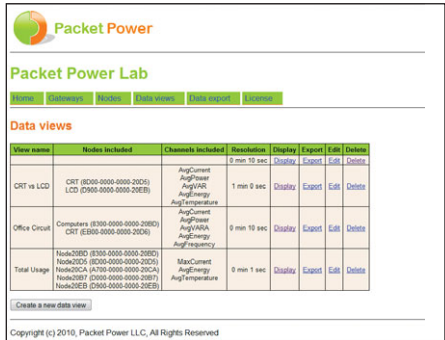 Packet Power
Packet Power Lab
Home Gateways Nodes Data views Data export License
Data views
View name Nodes included Channels included Resolution Display Export Edit Delete
0 min 10 sec Display Export Edit Delete
CRT vs LCD
CRT (8D00-0000-0000-20D5)
LCD (D900-0000-0000-20EB)
AvgCurrent
AvgPower
AvgVAR
AvgEnergy
AvgTemperature
1 min 0 sec Display Export Edit Delete
Office Circuit
Computers (8300-0000-0000-20BD)
CRT (EB00-0000-0000-20D6)
AvgCurrent
AvgPower
AvgVARA
AvgEnergy
AvgFrequency
0 min 10 sec Display Export Edit Delete
Total Usage
Node20BD (8300-0000-0000-20BD)
Node20D5 (8D00-0000-0000-20D5)
Node20CA (A700-0000-0000-20CA)
Node20B7 (D000-0000-0000-20B7)
Node20EB (D900-0000-0000-20EB)
MaxCurrent
AvgEnergy
AvgTemperature
0 min 1 sec Display Export Edit Delete
Create a new data view
Copyright (c) 2010, Packet Power LLC, All Rights Reserved